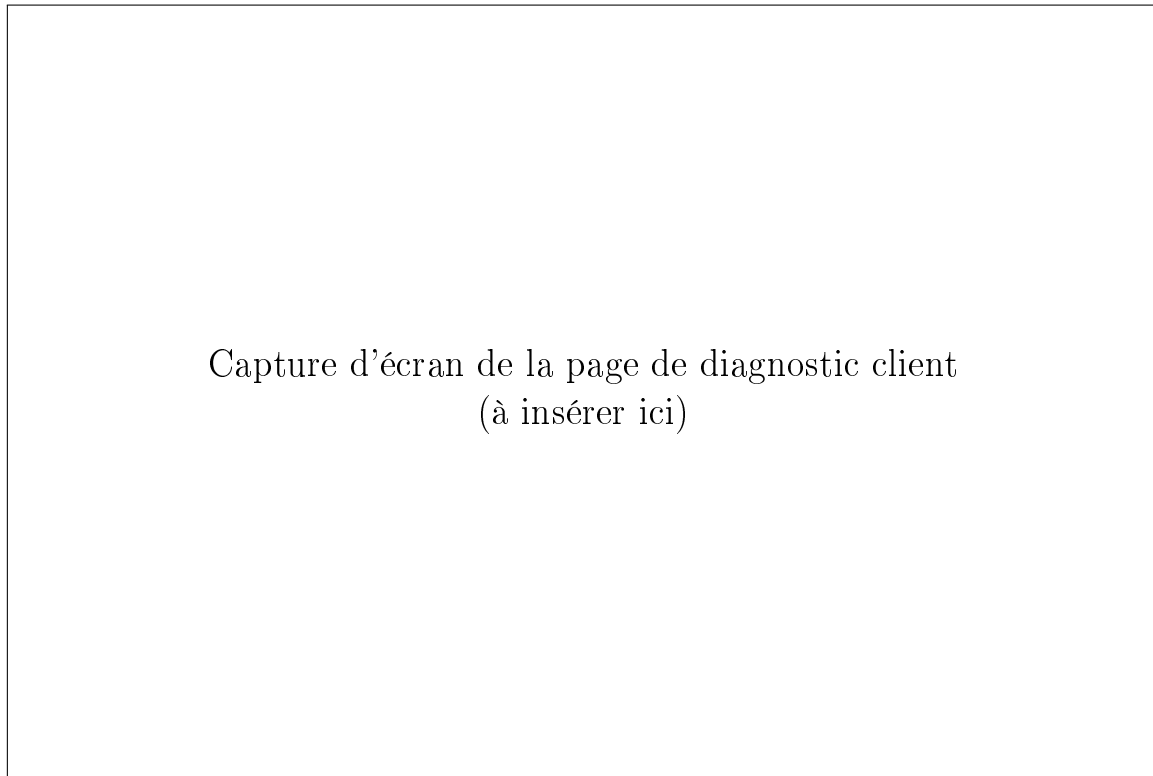 Capture d'écran de la page de diagnostic client
(à insérer ici)